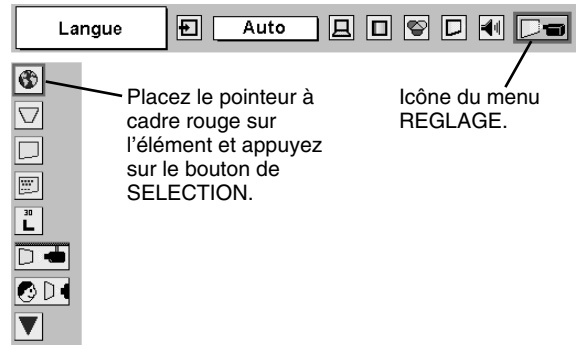 Langue
Auto
Placez le pointeur à
cadre rouge sur
l'élément et appuyez
sur le bouton de
SELECTION.
Icône du menu
REGLAGE.
30
L